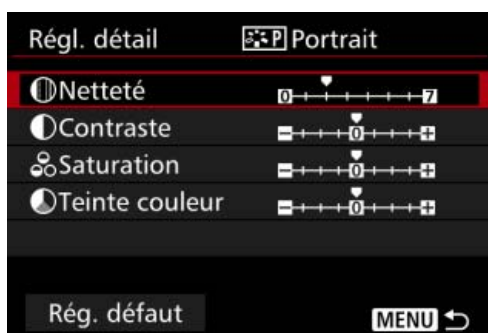 Régl. détail P Portrait
Netteté 0 7
Contraste - 0 +
Saturation - 0 +
Teinte couleur - 0 +
Rég. défaut MENU